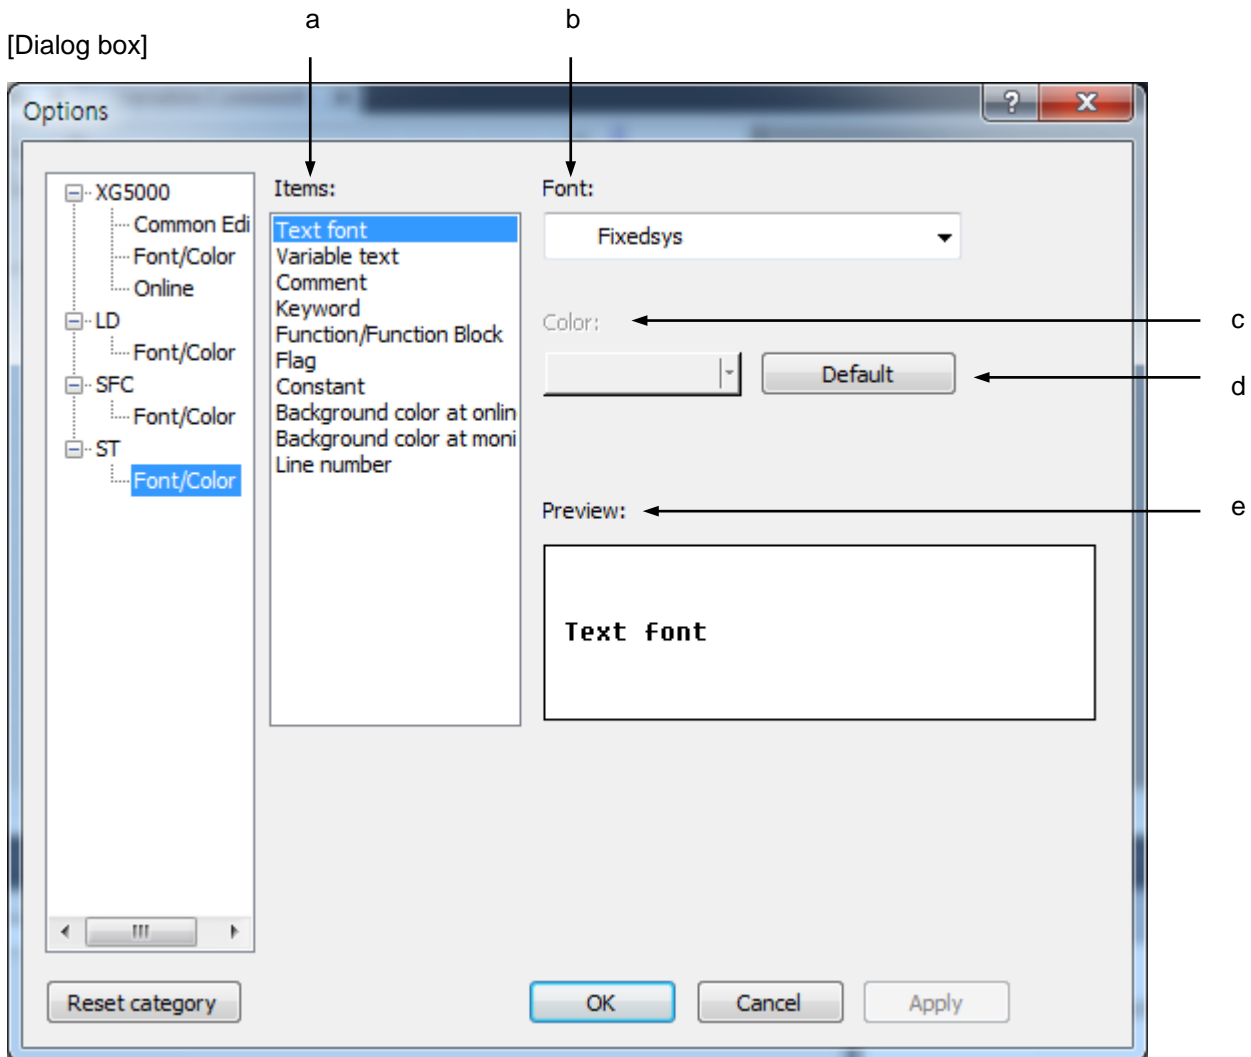 a
b
[Dialog box]
Options
?
x
XG5000
Common Edi
Font/Color
Online
LD
Font/Color
SFC
Font/Color
ST
Font/Color
Items:
Text font
Variable text
Comment
Keyword
Function/Function Block
Flag
Constant
Background color at onlin
Background color at moni
Line number
Font:
Fixedsys
Color:
c
Default
d
Preview:
e
Text font
Reset category
OK
Cancel
Apply